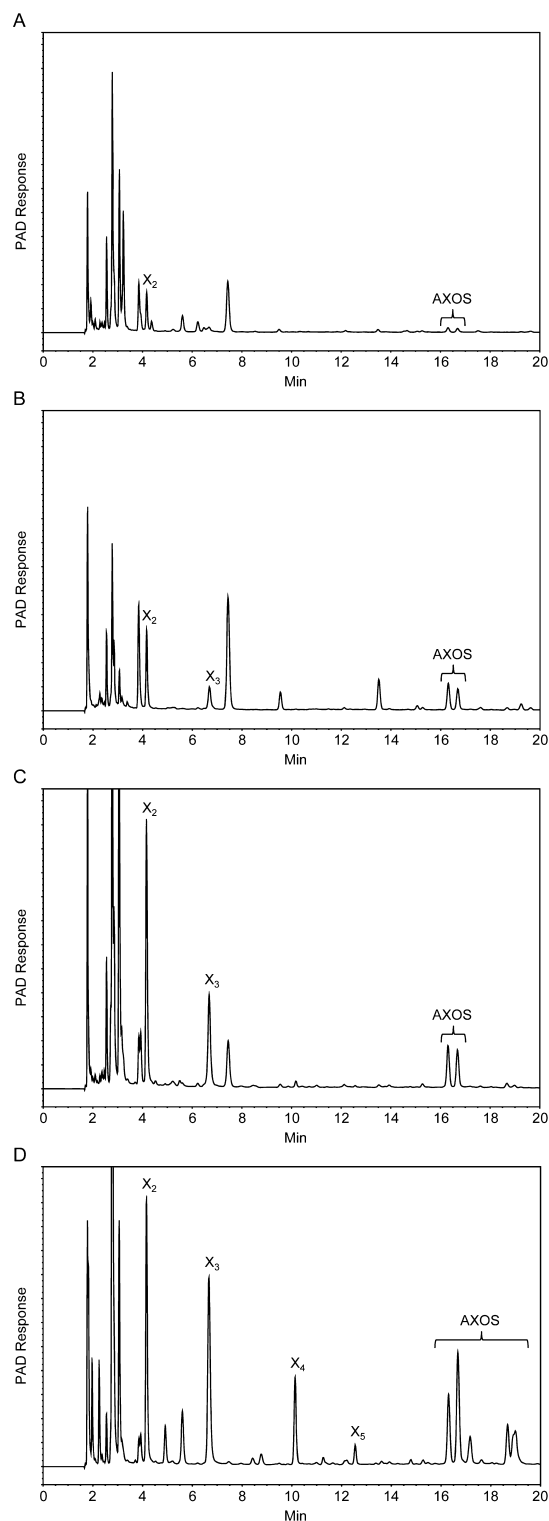 A
PAD Response
X₂
AXOS
0 2 4 6 8 10 12 14 16 18 20
Min
B
PAD Response
X₂
X₃
AXOS
0 2 4 6 8 10 12 14 16 18 20
Min
C
PAD Response
X₂
X₃
AXOS
0 2 4 6 8 10 12 14 16 18 20
Min
D
PAD Response
X₂
X₃
X₄
X₅
AXOS
0 2 4 6 8 10 12 14 16 18 20
Min